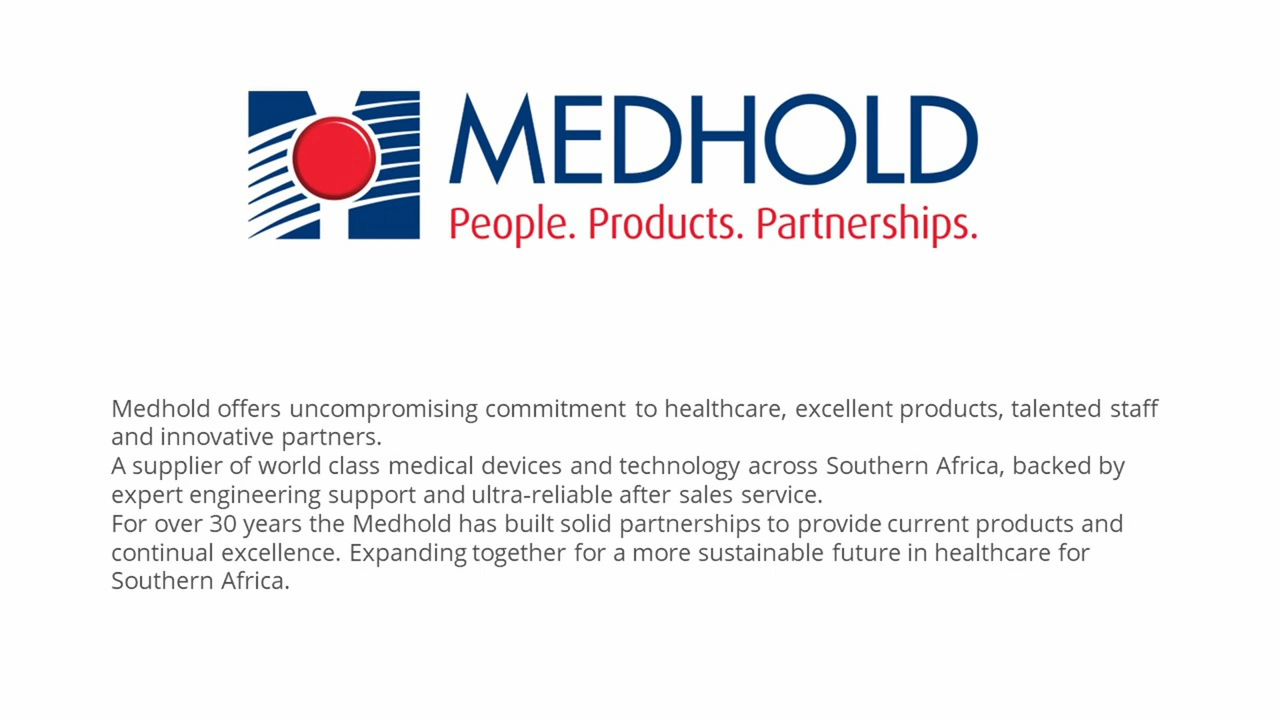 MEDHOLD
People. Products. Partnerships.
Medhold offers uncompromising commitment to healthcare, excellent products, talented staff
and innovative partners.
A supplier of world class medical devices and technology across Southern Africa, backed by
expert engineering support and ultra-reliable after sales service.
For over 30 years the Medhold has built solid partnerships to provide current products and
continual excellence. Expanding together for a more sustainable future in healthcare for
Southern Africa.